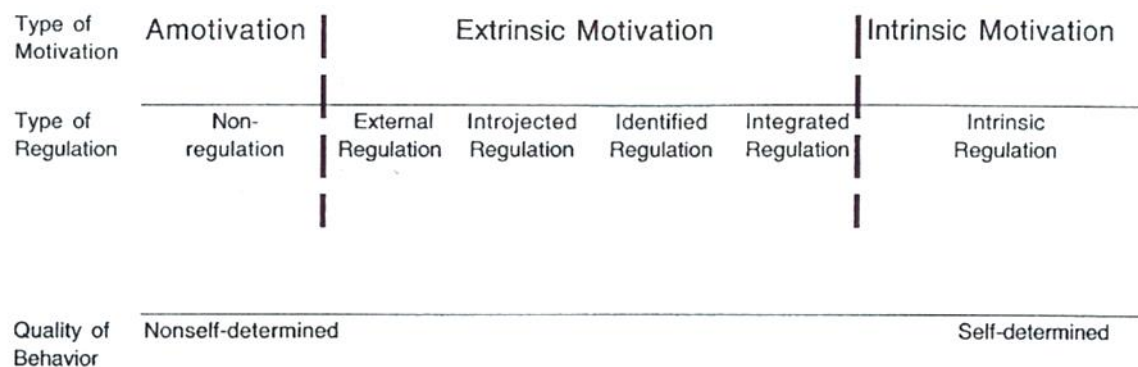 Type of Motivation Amotivation Extrinsic Motivation Intrinsic Motivation
Type of Regulation Non-regulation External Regulation Introjected Regulation Identified Regulation Integrated Regulation Intrinsic Regulation
Quality of Behavior Nonself-determined Self-determined